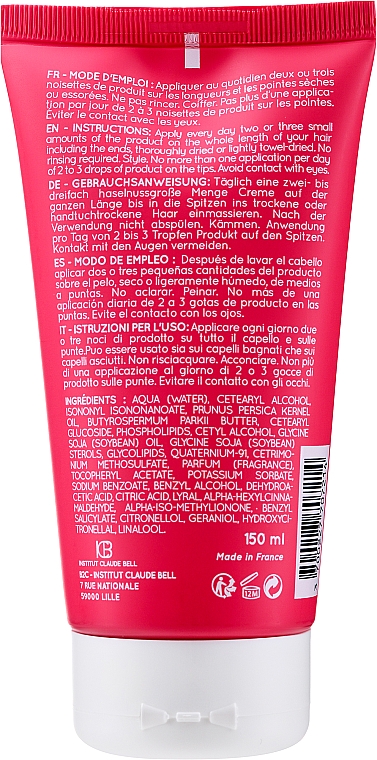 FR - MODE D'EMPLOI : Appliquer au quotidien deux ou trois
noisettes de produit sur les longueurs et les pointes sèches
ou essorées. Ne pas rincer. Coiffer. Pas plus d'une applica-
tion par jour de 2 à 3 noisettes de produit sur les pointes.
Eviter le contact avec les yeux.
EN - INSTRUCTIONS: Apply every day two or three small
amounts of the product on the whole length of your hair
including the ends, thoroughly dried or lightly towel-dried. No
rinsing required. Style. No more than one application per day
of 2 to 3 drops of product on the tips. Avoid contact with eyes.
DE - GEBRAUCHSANWEISUNG: Täglich eine zwei- bis
dreifach haselnussgroße Menge Creme auf der
ganzen Länge bis in die Spitzen ins trockene oder
handtuchtrockene Haar einmassieren. Nach der
Verwendung nicht abspülen. Kämmen. Anwendung
pro Tag von 2 bis 3 Tropfen Produkt auf den Spitzen.
Kontakt mit den Augen vermeiden.
ES - MODO DE EMPLEO : Después de lavar el cabello
aplicar dos o tres pequeñas cantidades del producto
sobre el pelo, seco o ligeramente húmedo, de medios
a puntas. No aclarar. Peinar. No más de una
aplicación diaria de 2 a 3 gotas de producto en las
puntas. Evite el contacto con los ojos.
IT - ISTRUZIONI PER L'USO: Applicare ogni giorno due
o tre noci di prodotto su tutto il capello e sulle
punte.Puo essere usato sia sui capelli bagnati che sui
capelli asciutti. Non risciacquare. Acconciare. Non più
di una applicazione al giorno di 2 o 3 gocce di
prodotto sulle punte. Evitare il contatto con gli occhi.
INGRÉDIENTS : AQUA (WATER), CETEARYL ALCOHOL,
ISONONYL ISONONANOATE, PRUNUS PERSICA KERNEL
OIL, BUTYROSPERMUM PARKII BUTTER, CETEARYL
GLUCOSIDE, PHOSPHOLIPIDS, CETYL ALCOHOL, GLYCINE
SOJA (SOYBEAN) OIL, GLYCINE SOJA (SOYBEAN)
STEROLS, GLYCOLIPIDS, QUATERNIUM-91, CETRIMO-
NIUM METHOSULFATE, PARFUM (FRAGRANCE),
TOCOPHERYL ACETATE, POTASSIUM SORBATE,
SODIUM BENZOATE, BENZYL ALCOHOL, DEHYDROA-
CETIC ACID, CITRIC ACID, LYRAL, ALPHA-HEXYLCINNA-
MALDEHYDE, ALPHA-ISO-METHYLIONONE, - BENZYL
SALICYLATE, CITRONELLOL, GERANIOL, HYDROXYCI-
TRONELLAL, LINALOOL.
150 ml
Made in France
ICB
INSTITUT CLAUDE BELL
B2C - INSTITUT CLAUDE BELL
7 RUE NATIONALE
59000 LILLE
12M